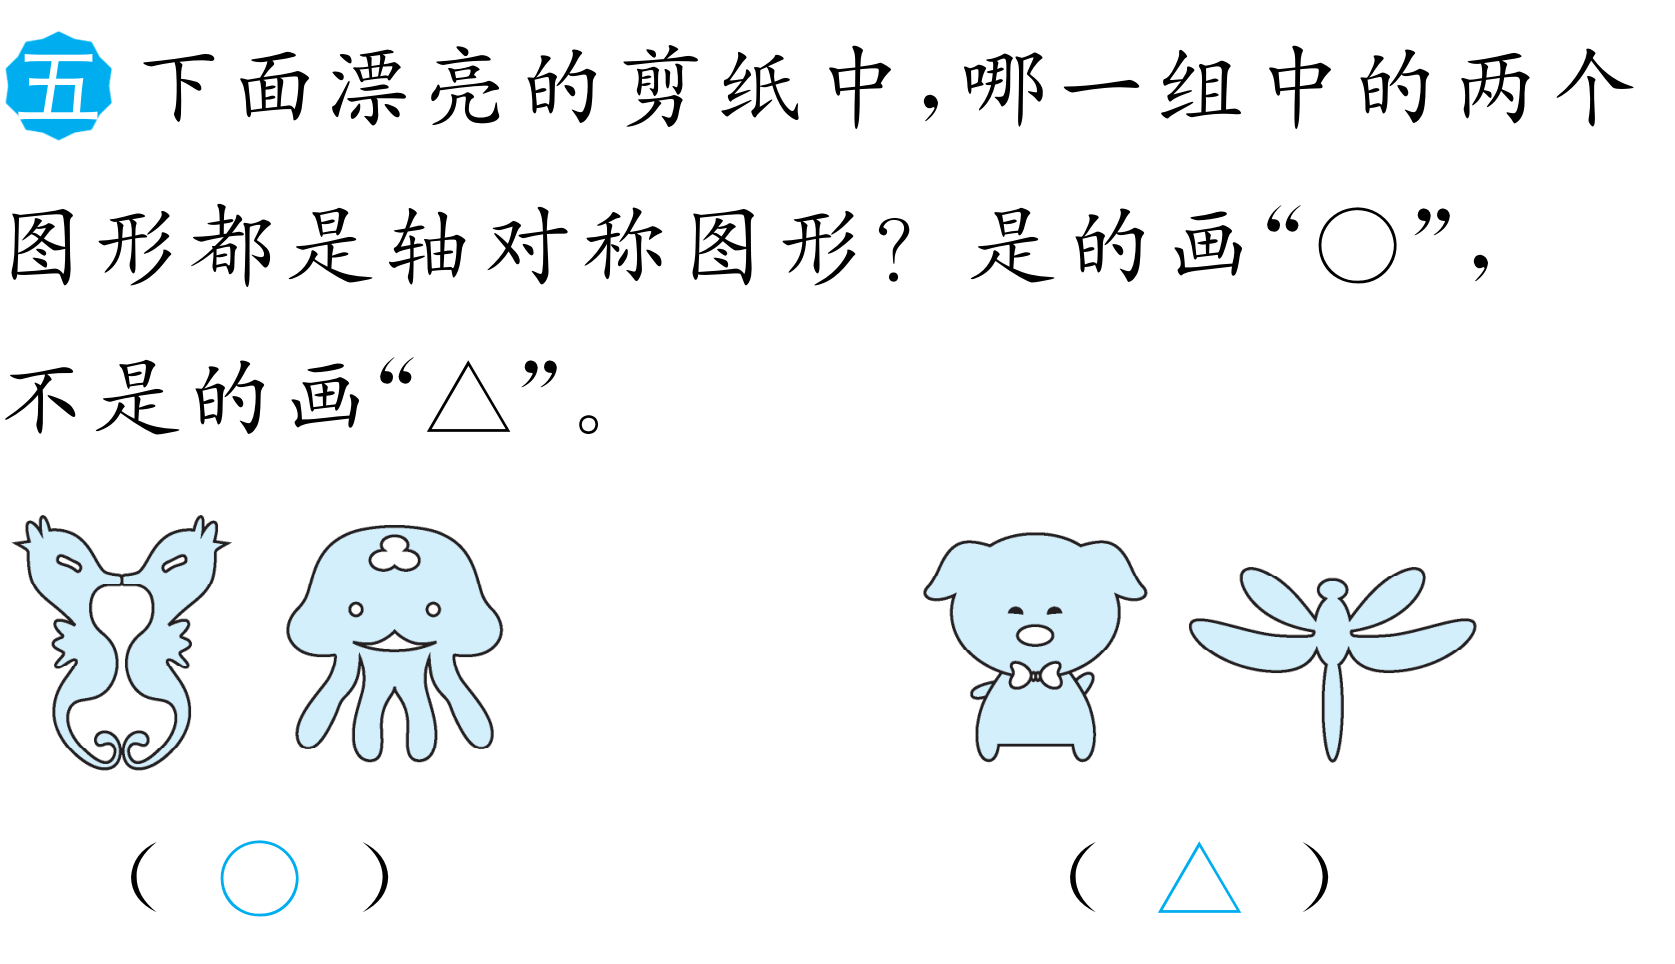 五 下面漂亮的剪纸中,哪一组中的两个
图形都是轴对称图形? 是的画“○”,
不是的画“△”。
( ○ ) ( △ )